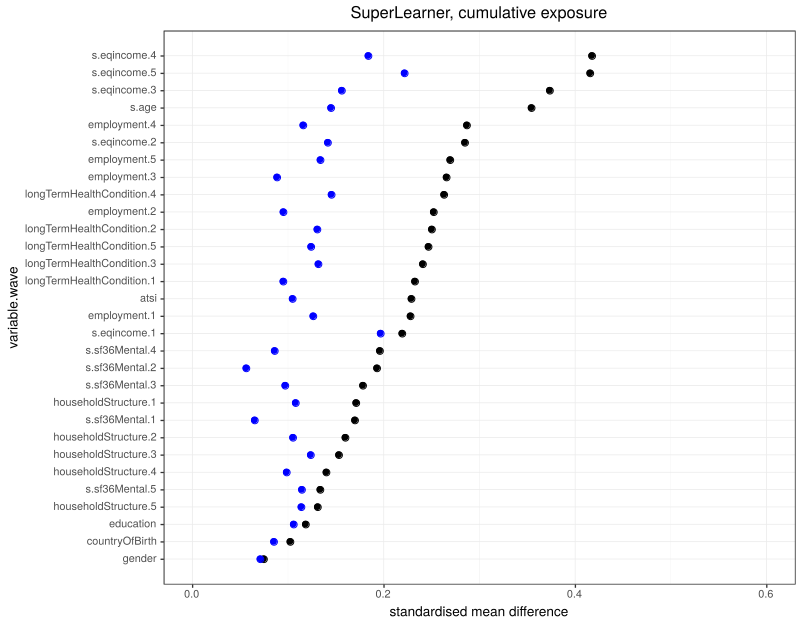 SuperLearner, cumulative exposure
s.eqincome.4
s.eqincome.5
s.eqincome.3
s.age
employment.4
s.eqincome.2
employment.5
employment.3
longTermHealthCondition.4
employment.2
longTermHealthCondition.2
longTermHealthCondition.5
longTermHealthCondition.3
longTermHealthCondition.1
atsi
employment.1
s.eqincome.1
s.sf36Mental.4
s.sf36Mental.2
s.sf36Mental.3
householdStructure.1
s.sf36Mental.1
householdStructure.2
householdStructure.3
householdStructure.4
s.sf36Mental.5
householdStructure.5
education
countryOfBirth
gender
variable.wave
0.0 0.2 0.4 0.6
standardised mean difference